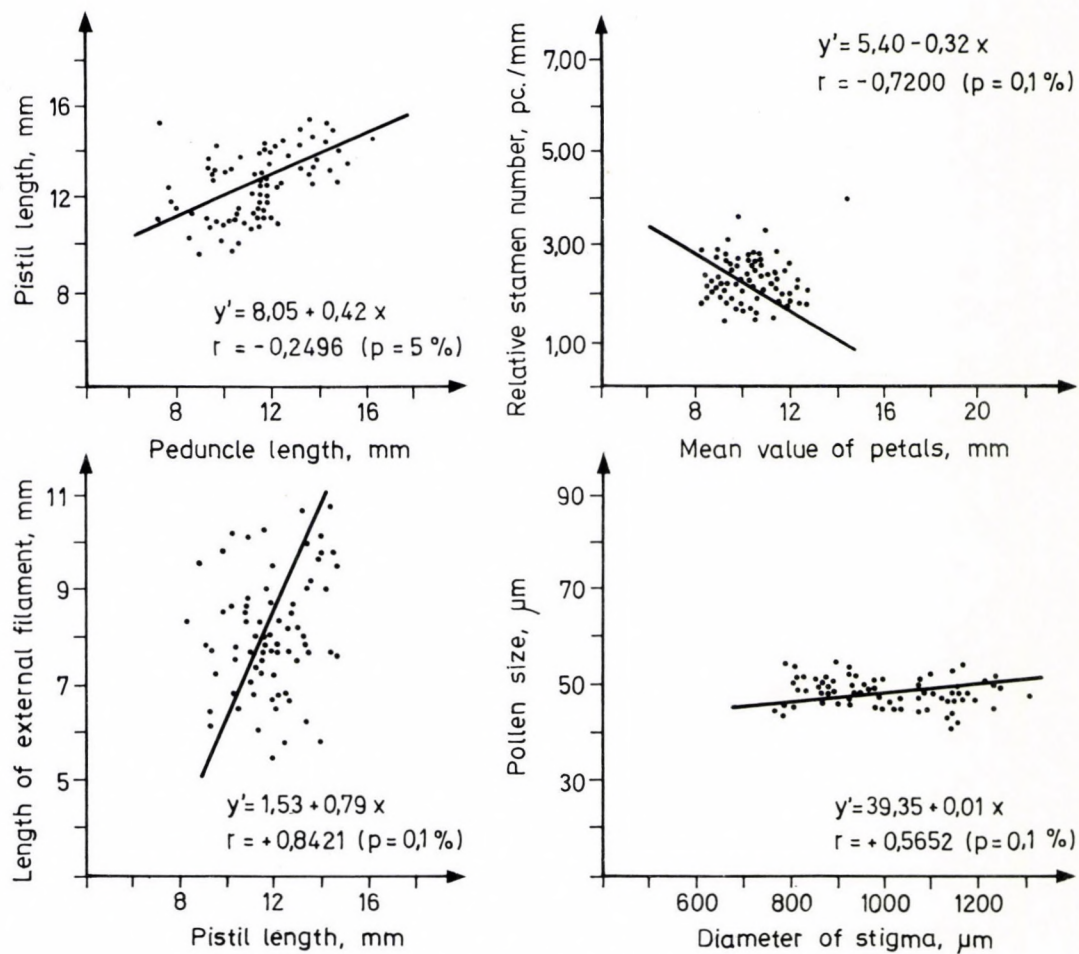 Pistil length, mm
16
12
8
y'= 8,05 + 0,42 x
r = -0,2496 (p = 5 %)
8 12 16
Peduncle length, mm
Relative stamen number, pc./mm
7,00
5,00
3,00
1,00
y'= 5,40 - 0,32 x
r = -0,7200 (p = 0,1 %)
8 12 16 20
Mean value of petals, mm
Length of external filament, mm
11
9
7
5
y'= 1,53 + 0,79 x
r = + 0,8421 (p = 0,1 %)
8 12 16
Pistil length, mm
Pollen size, µm
90
70
50
30
y'= 39,35 + 0,01 x
r = + 0,5652 (p = 0,1 %)
600 800 1000 1200
Diameter of stigma, µm